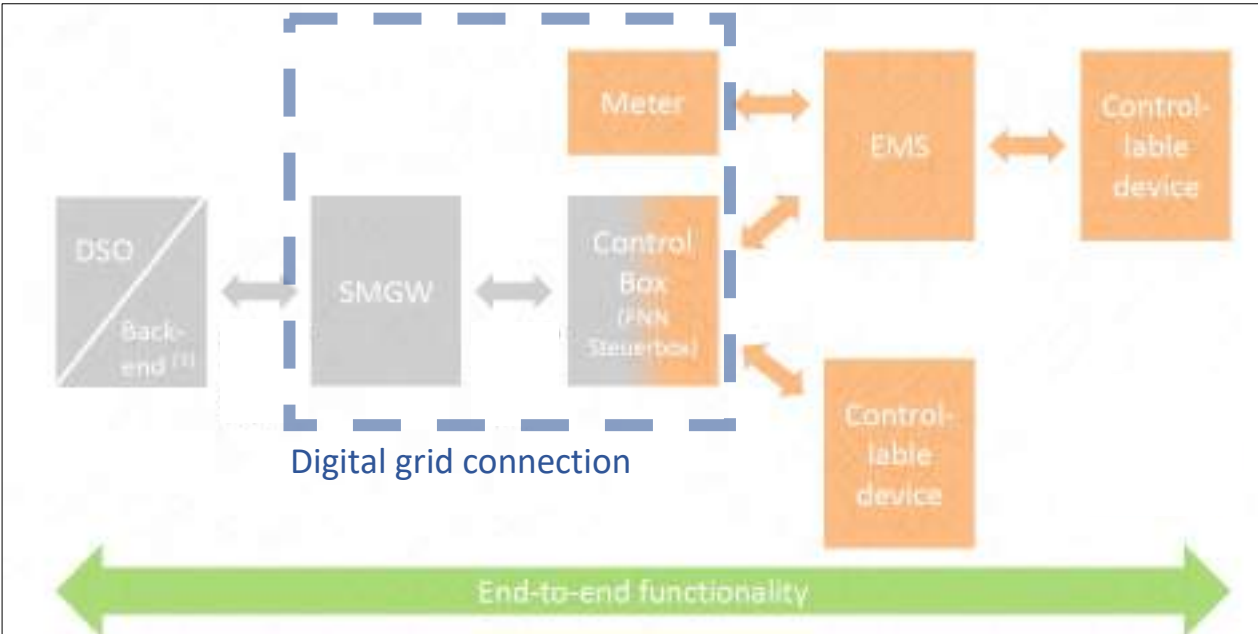 Meter
EMS
Control-
lable
device
DSO
Back-
end (1)
SMGW
Control
Box
(FNN
Steuerbox)
Control-
lable
device
Digital grid connection
End-to-end functionality